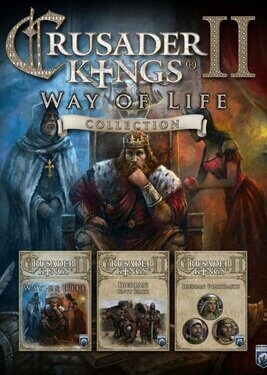 CRUSADER II
KINGS®
WAY OF LIFE
COLLECTION
CRUSADER
KINGS II
WAY OF LIFE
CRUSADER
KINGS II
IBERIAN
UNIT PACK
CRUSADER
KINGS II
IBERIAN PORTRAITS